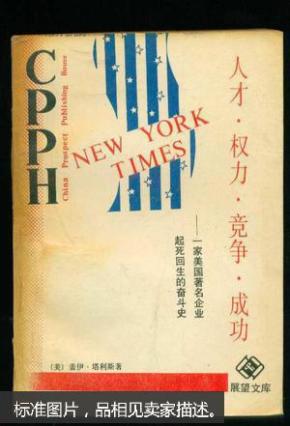 CPPH
China Prospect Publishing House
NEW YORK
TIMES
人才·权力·竞争·成功
——一家美国著名企业
起死回生的奋斗史
〔美〕盖伊·塔利斯著
展望文库
标准图片，品相见卖家描述。